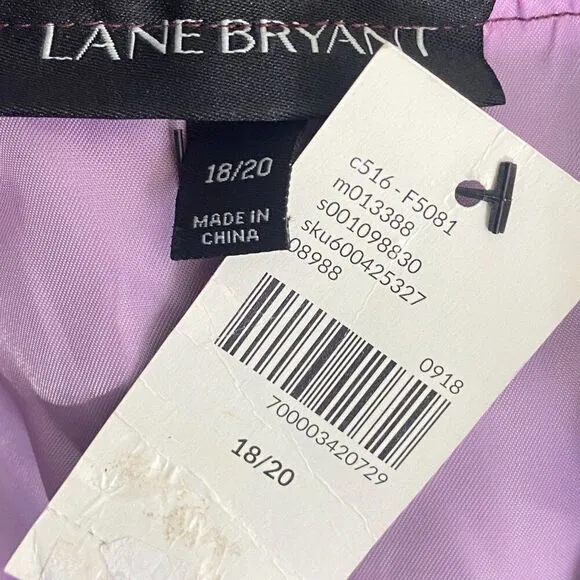 LANE BRYANT
18/20
MADE IN
CHINA
c516 - F5081
m013388
s001098830
sku600425327
08988
0918
700003420729
18/20